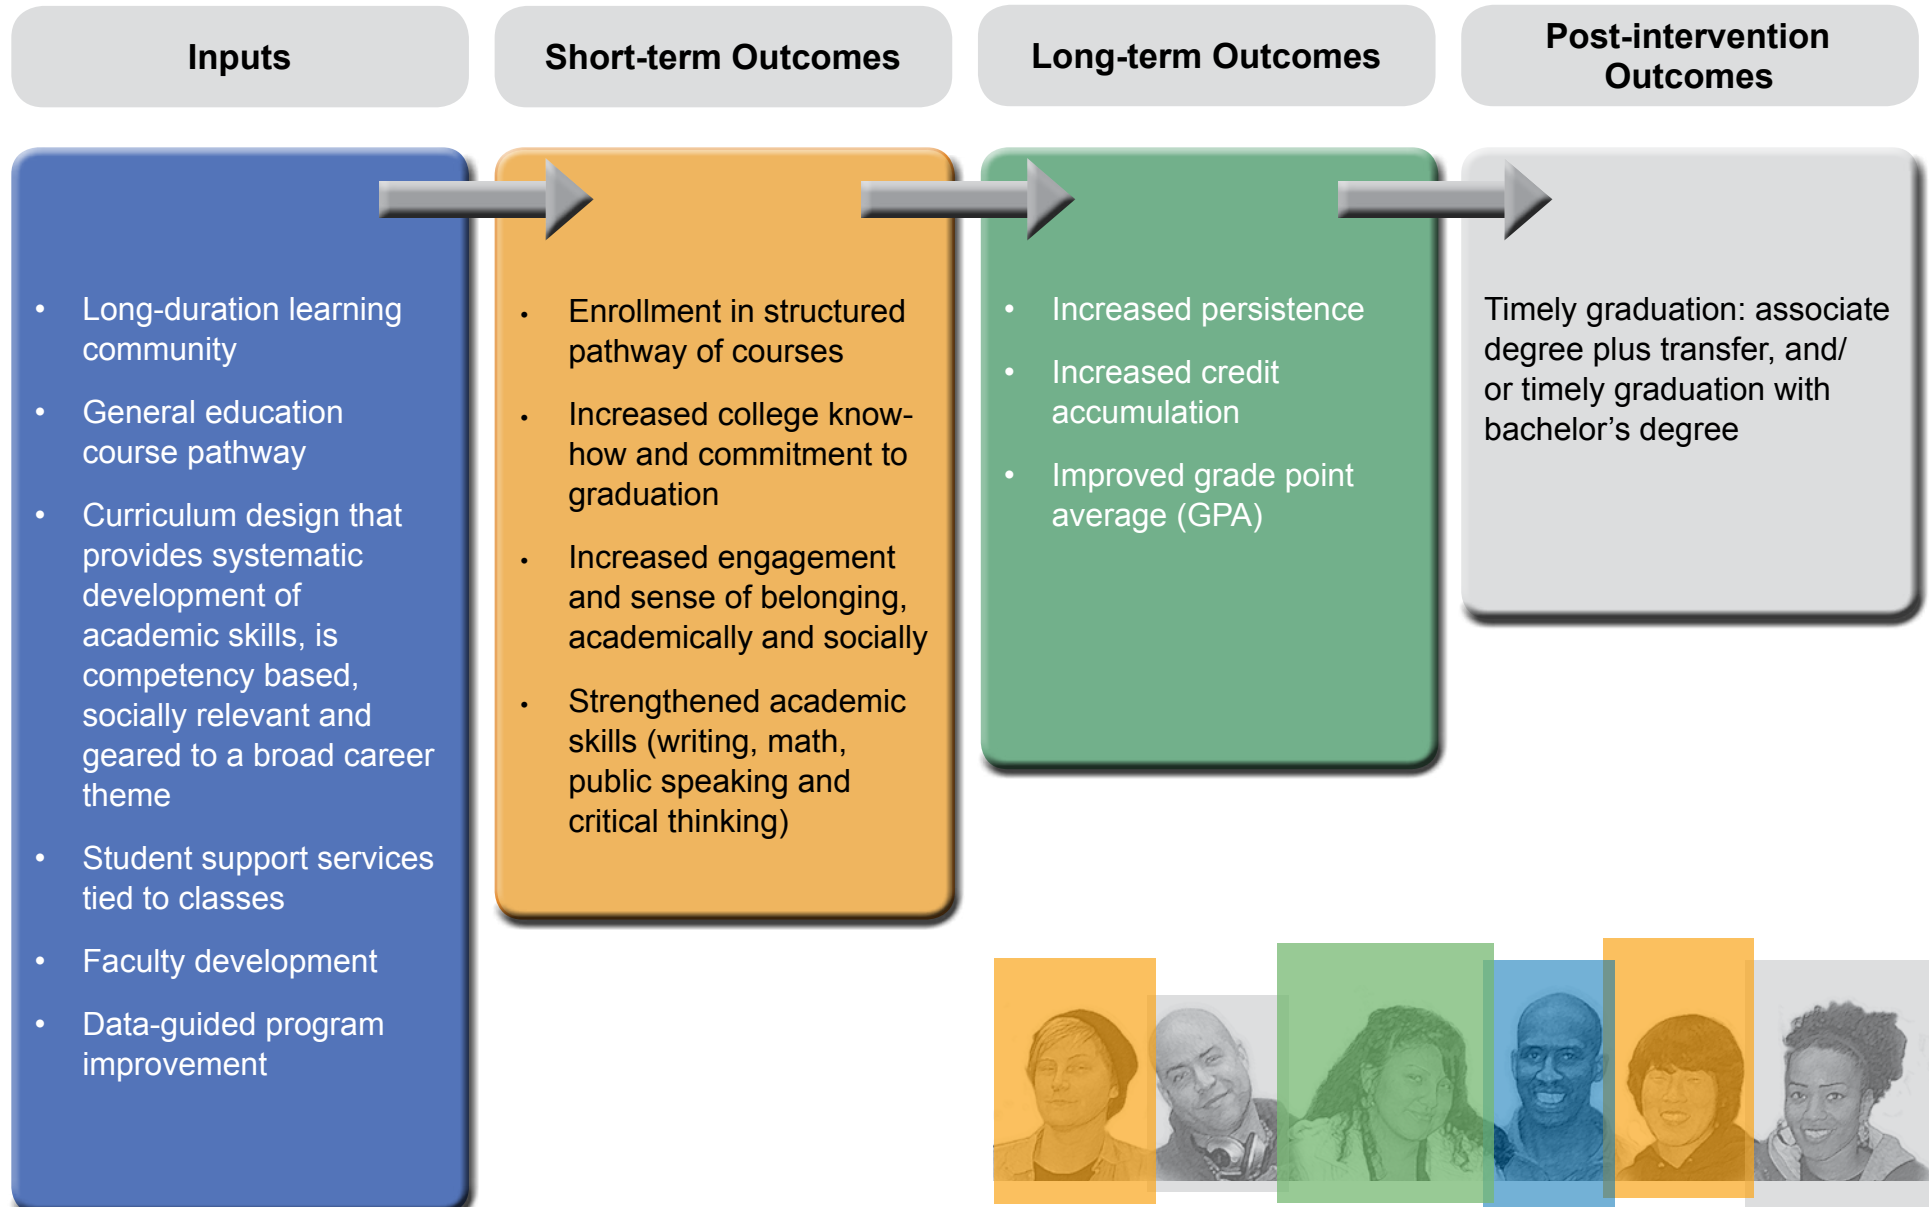 Inputs
Short-term Outcomes
Long-term Outcomes
Post-intervention
Outcomes
• Long-duration learning
community
• General education
course pathway
• Curriculum design that
provides systematic
development of
academic skills, is
competency based,
socially relevant and
geared to a broad career
theme
• Student support services
tied to classes
• Faculty development
• Data-guided program
improvement
• Enrollment in structured
pathway of courses
• Increased college know-
how and commitment to
graduation
• Increased engagement
and sense of belonging,
academically and socially
• Strengthened academic
skills (writing, math,
public speaking and
critical thinking)
• Increased persistence
• Increased credit
accumulation
• Improved grade point
average (GPA)
Timely graduation: associate
degree plus transfer, and/
or timely graduation with
bachelor’s degree